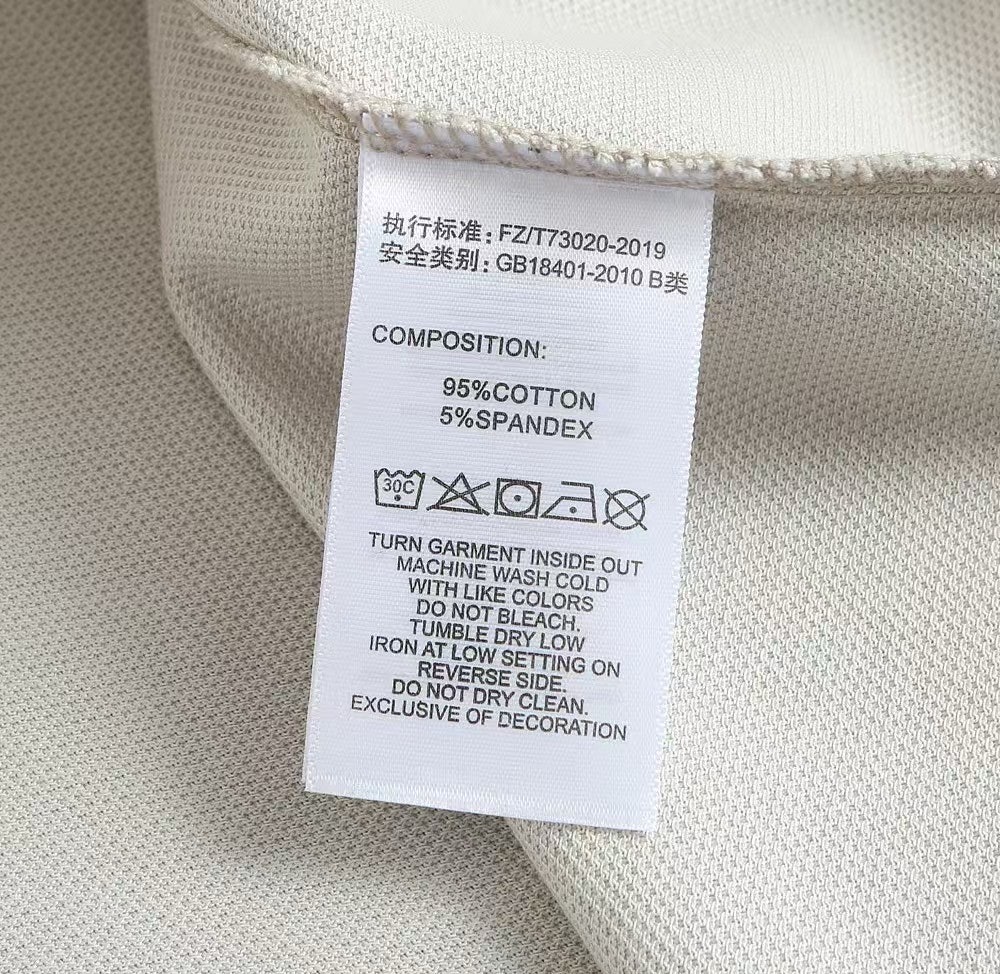 执行标准：FZ/T73020-2019
安全类别：GB18401-2010 B类
COMPOSITION:
95%COTTON
5%SPANDEX
30C
TURN GARMENT INSIDE OUT
MACHINE WASH COLD
WITH LIKE COLORS
DO NOT BLEACH.
TUMBLE DRY LOW
IRON AT LOW SETTING ON
REVERSE SIDE.
DO NOT DRY CLEAN.
EXCLUSIVE OF DECORATION